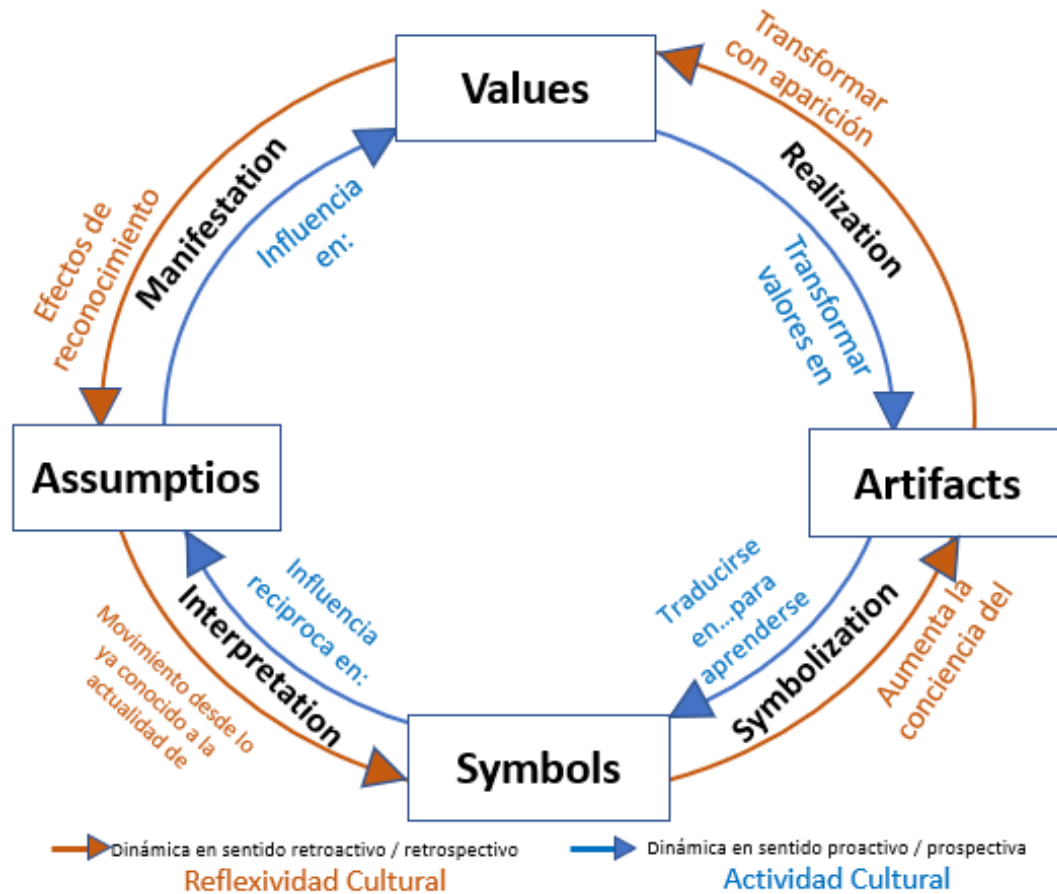 Values
Transformar
con aparición
Realization
Manifestation
Efectos de
reconocimiento
Influencia
en:
Transformar
valores en
Assumptios
Artifacts
Influencia
reciproca en:
Interpretation
Movimiento desde lo
ya conocido a la
actualidad de
Traducirse
en...para
aprenderse
Symbolization
Aumenta la
conciencia del
Symbols
Dinámica en sentido retroactivo / retrospectivo
Reflexividad Cultural
Dinámica en sentido proactivo / prospectiva
Actividad Cultural